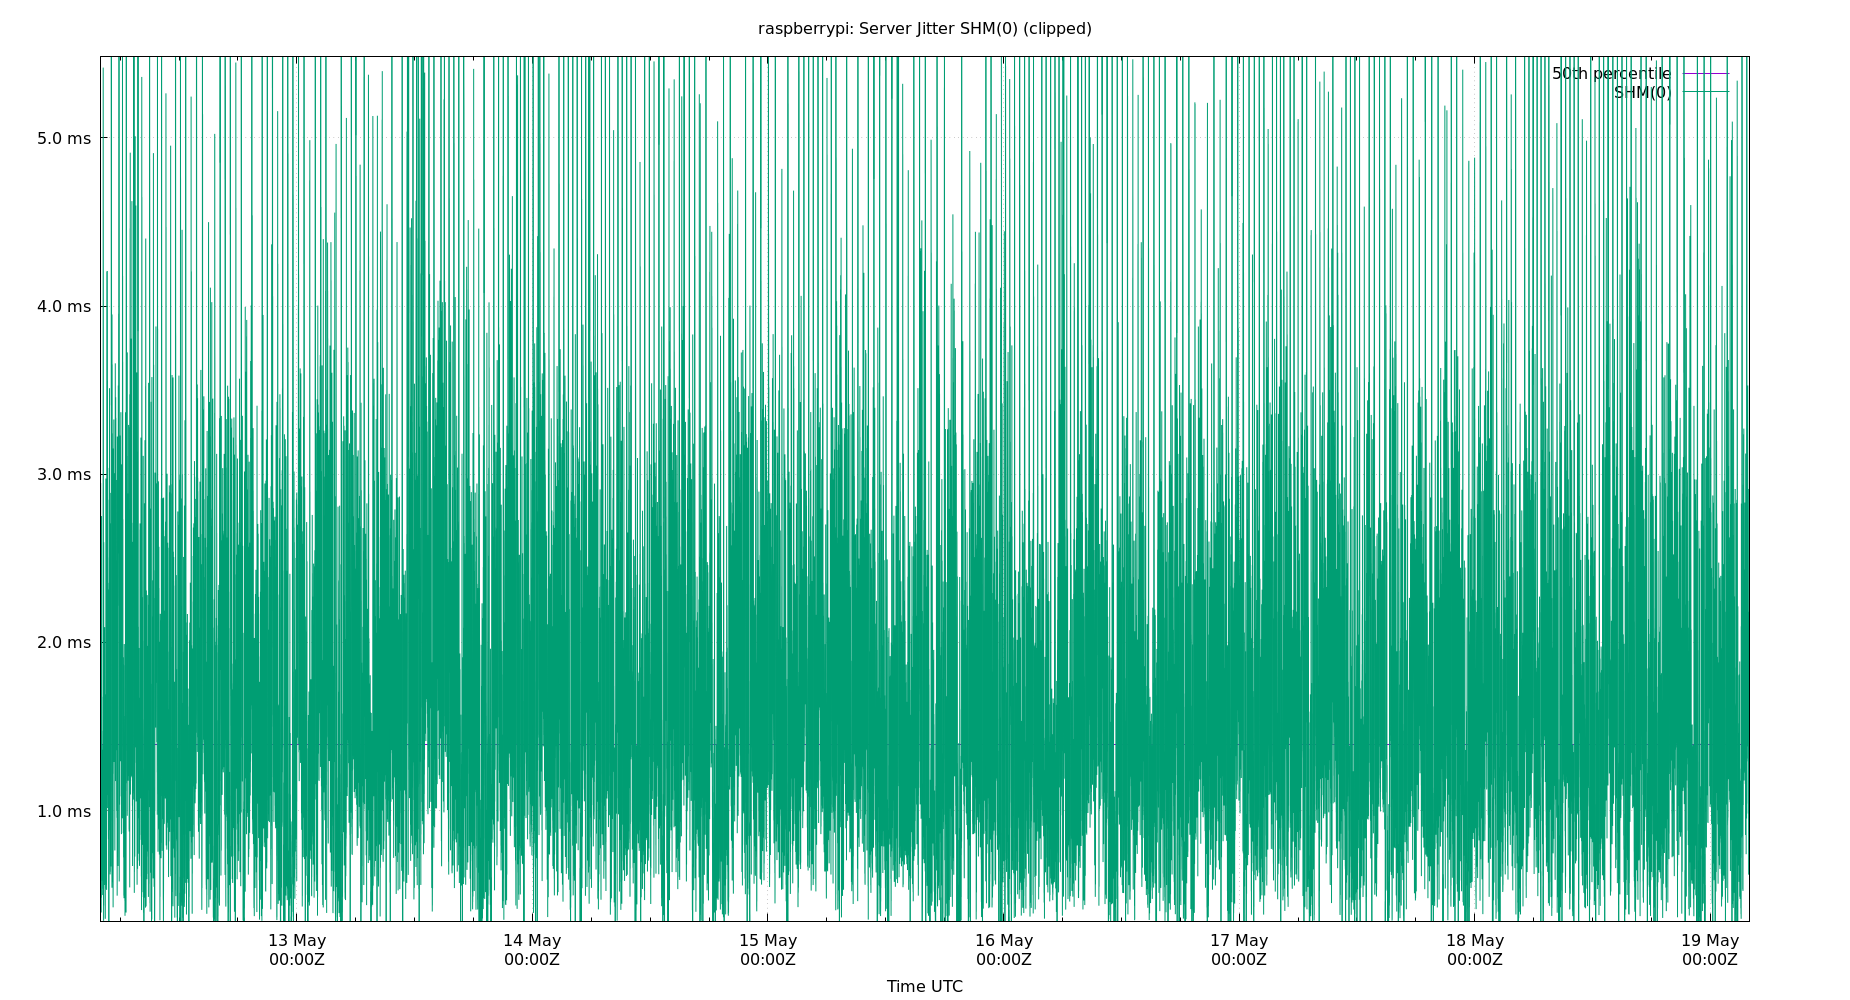 raspberrypi: Server Jitter SHM(0) (clipped)
50th percentile
SHM(0)
5.0 ms
4.0 ms
3.0 ms
2.0 ms
1.0 ms
13 May 14 May 15 May 16 May 17 May 18 May 19 May
00:00Z 00:00Z 00:00Z 00:00Z 00:00Z 00:00Z 00:00Z
Time UTC